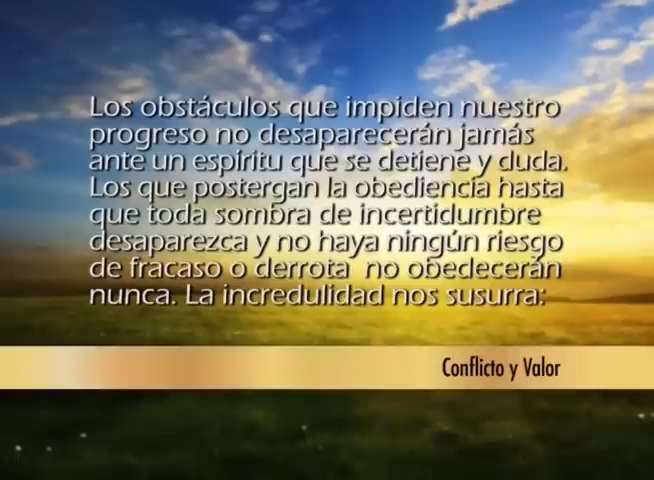 Los obstáculos que impiden nuestro
progreso no desaparecerán jamás
ante un espíritu que se detiene y duda.
Los que postergan la obediencia hasta
que toda sombra de incertidumbre
desaparezca y no haya ningún riesgo
de fracaso o derrota no obedecerán
nunca. La incredulidad nos susurra:
Conflicto y Valor